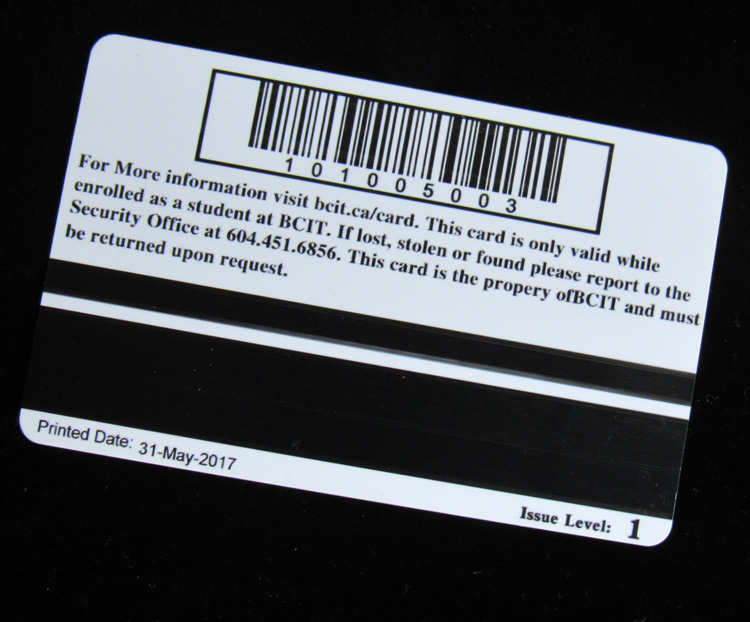 101005003
For More information visit bcit.ca/card. This card is only valid while
enrolled as a student at BCIT. If lost, stolen or found please report to the
Security Office at 604.451.6856. This card is the propery ofBCIT and must
be returned upon request.
Printed Date: 31-May-2017
Issue Level: 1